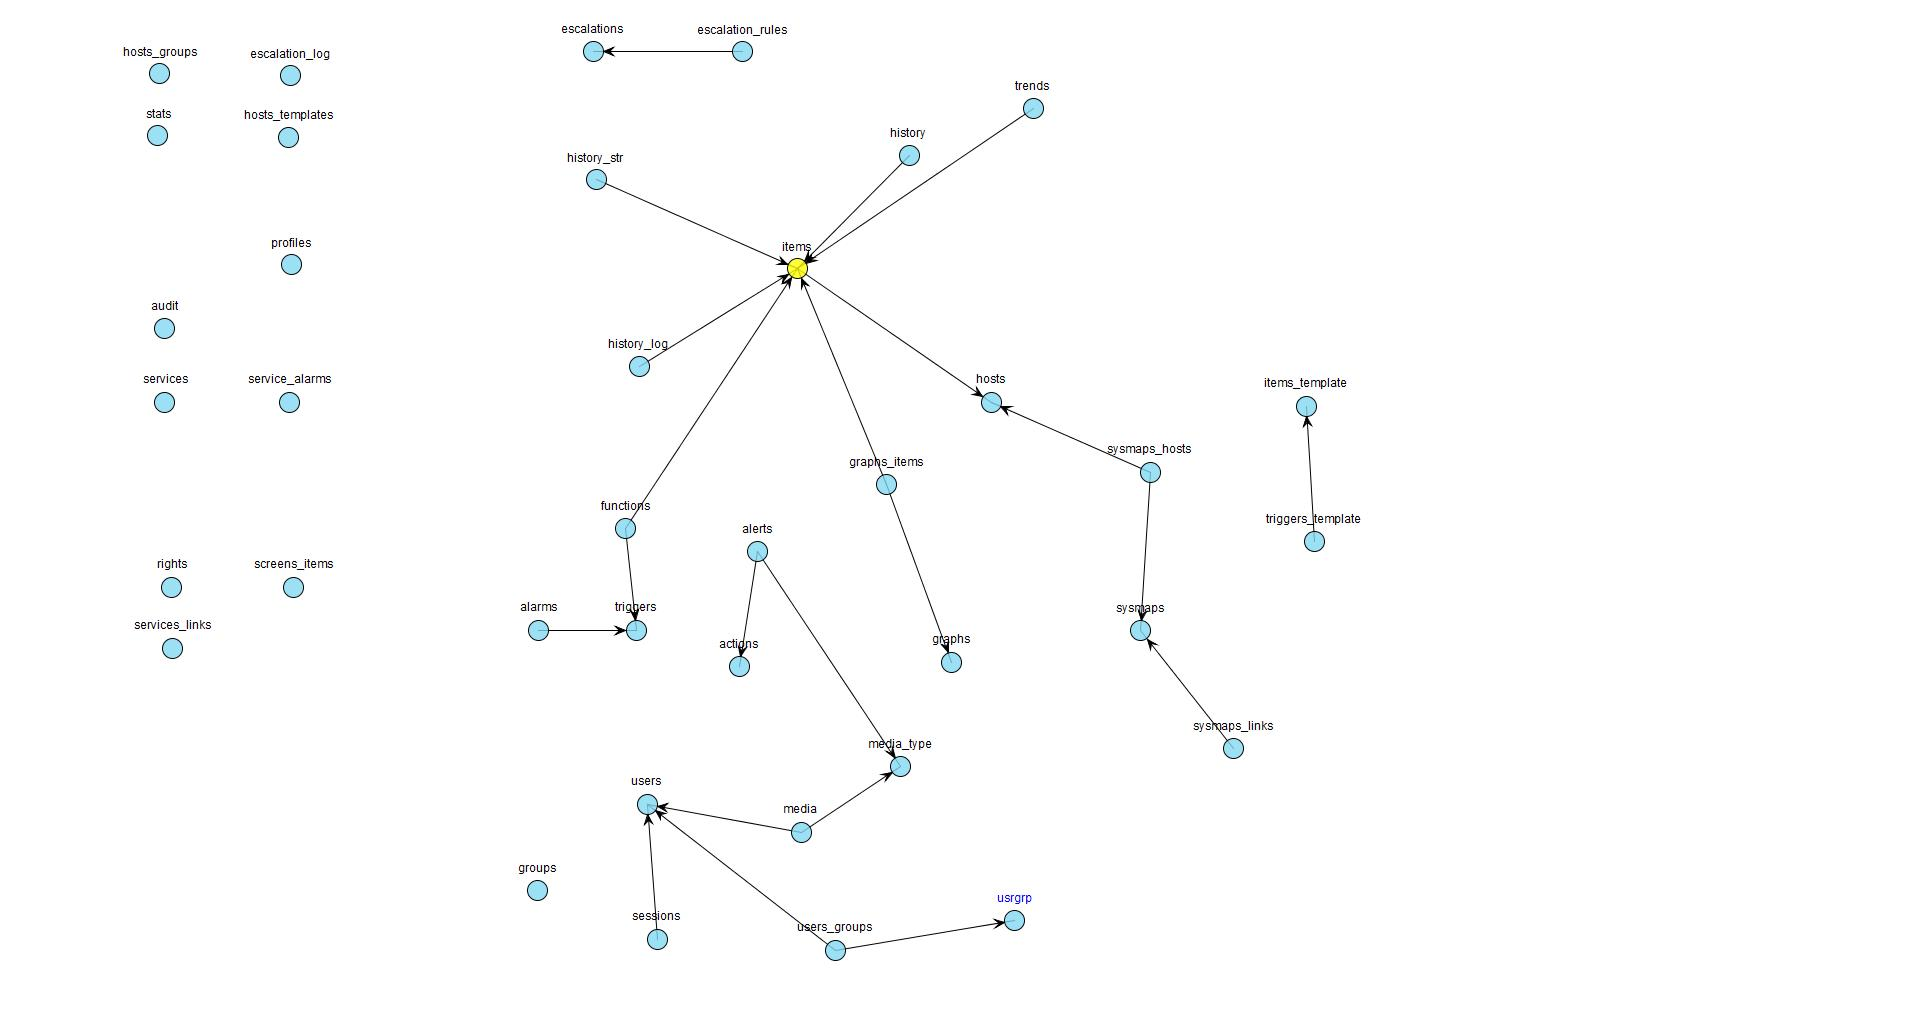 escalations
escalation_rules
hosts_groups
escalation_log
trends
stats
hosts_templates
history
history_str
profiles
items
audit
history_log
services
service_alarms
hosts
items_template
sysmaps_hosts
graphs_items
functions
triggers_template
alerts
rights
screens_items
alarms
triggers
sysmaps
services_links
actions
graphs
sysmaps_links
media_type
users
media
groups
usrgrp
sessions
users_groups